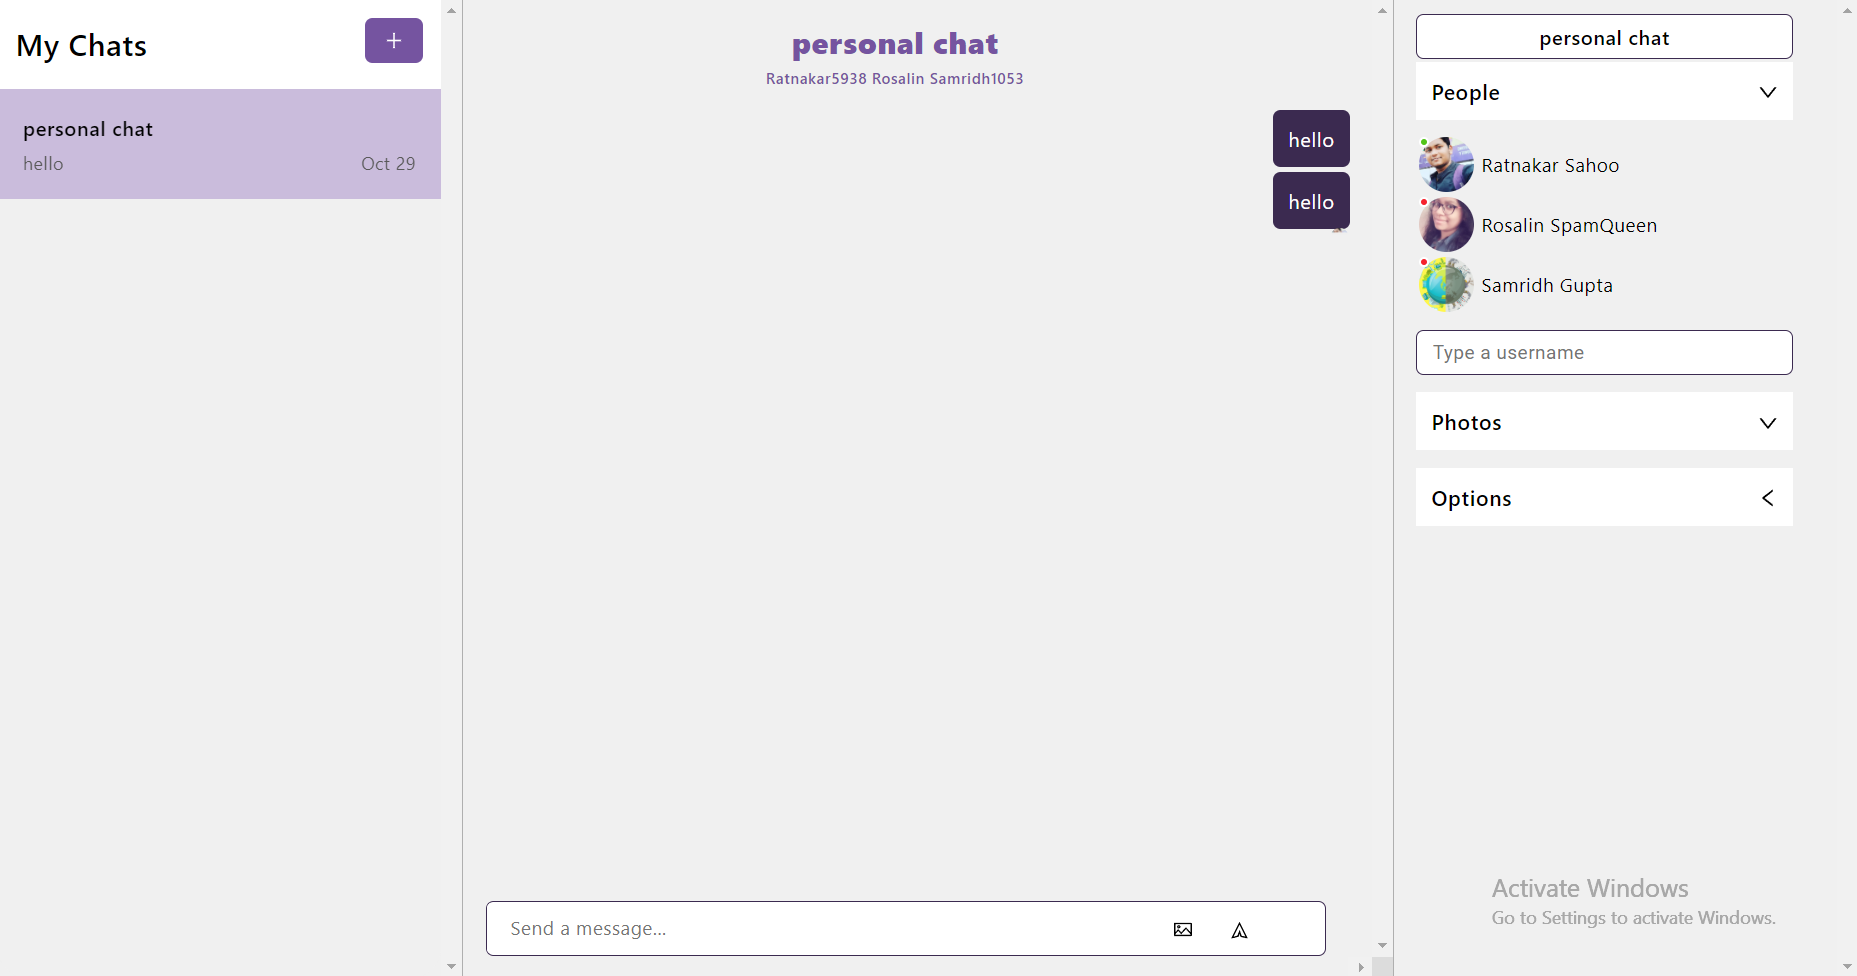 My Chats
+
personal chat
hello
Oct 29
personal chat
Ratnakar5938 Rosalin Samridh1053
hello
hello
Send a message...
personal chat
People
Ratnakar Sahoo
Rosalin SpamQueen
Samridh Gupta
Type a username
Photos
Options
Activate Windows
Go to Settings to activate Windows.